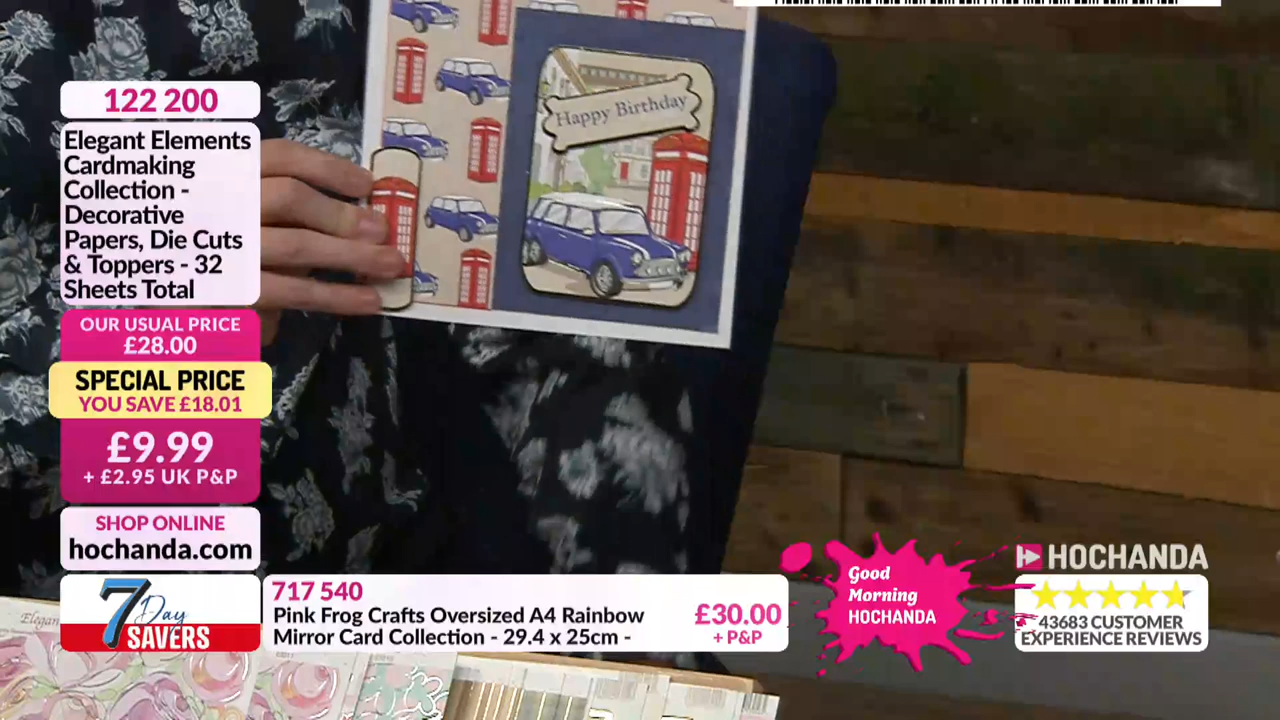 122 200
Elegant Elements
Cardmaking
Collection -
Decorative
Papers, Die Cuts
& Toppers - 32
Sheets Total
OUR USUAL PRICE
£28.00
SPECIAL PRICE
YOU SAVE £18.01
£9.99
+ £2.95 UK P&P
SHOP ONLINE
hochanda.com
Happy Birthday
7 Day
SAVERS
717 540
Pink Frog Crafts Oversized A4 Rainbow
Mirror Card Collection - 29.4 x 25cm -
£30.00
+ P&P
Good
Morning
HOCHANDA
HOCHANDA
43683 CUSTOMER
EXPERIENCE REVIEWS